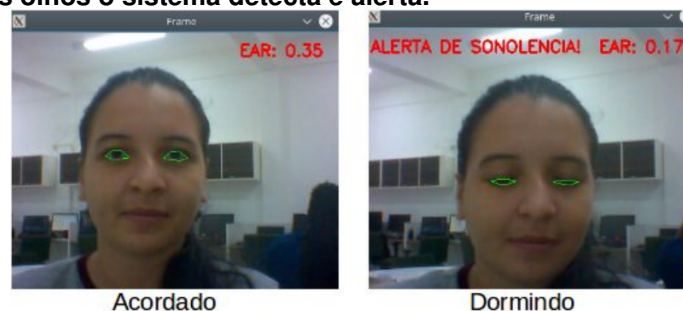 s olhos o sistema detecta e alerta.
Frame
EAR: 0.35
Frame
ALERTA DE SONOLENCIA! EAR: 0.17
Acordado
Dormindo